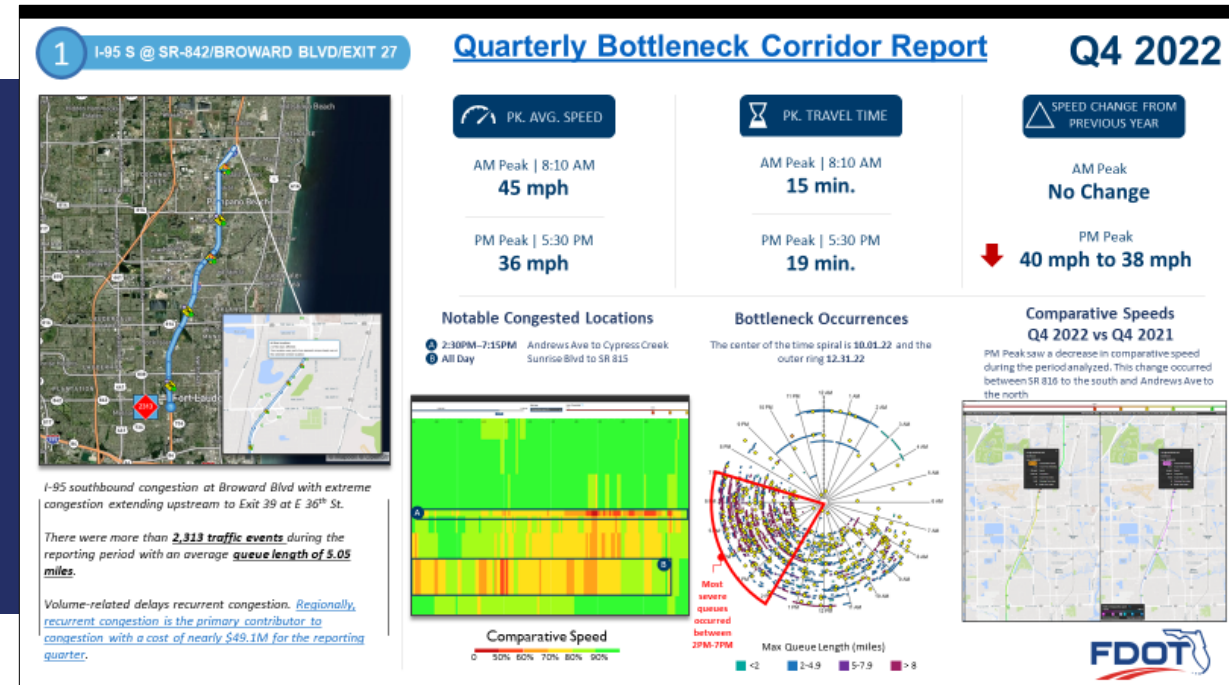 1
I-95 S @ SR-842/BROWARD BLVD/EXIT 27
Quarterly Bottleneck Corridor Report
Q4 2022
PK. AVG. SPEED
AM Peak | 8:10 AM
45 mph
PM Peak | 5:30 PM
36 mph
PK. TRAVEL TIME
AM Peak | 8:10 AM
15 min.
PM Peak | 5:30 PM
19 min.
SPEED CHANGE FROM
PREVIOUS YEAR
AM Peak
No Change
PM Peak
40 mph to 38 mph
2313
I-95 southbound congestion at Broward Blvd with extreme
congestion extending upstream to Exit 39 at E 36th St.
There were more than 2,313 traffic events during the
reporting period with an average queue length of 5.05
miles.
Volume-related delays recurrent congestion. Regionally,
recurrent congestion is the primary contributor to
congestion with a cost of nearly $49.1M for the reporting
quarter.
Notable Congested Locations
A 2:30PM–7:15PM Andrews Ave to Cypress Creek
B All Day Sunrise Blvd to SR 815
A
B
Comparative Speed
0 50% 60% 70% 80% 90%
Bottleneck Occurrences
The center of the time spiral is 10.01.22 and the
outer ring 12.31.22
Most
severe
queues
occurred
between
2PM-7PM
Max Queue Length (miles)
<2 2-4.9 5-7.9 > 8
Comparative Speeds
Q4 2022 vs Q4 2021
PM Peak saw a decrease in comparative speed
during the period analyzed. This change occurred
between SR 816 to the south and Andrews Ave to
the north
FDOT